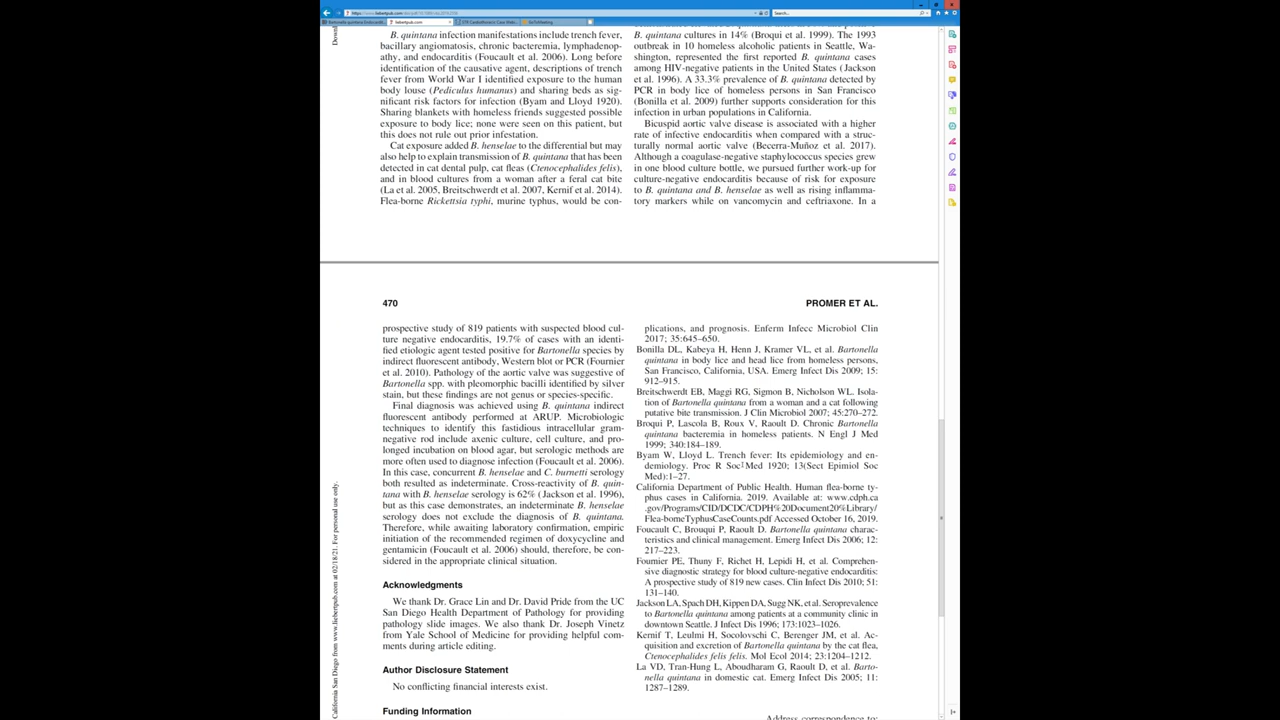 Bartonella quintana Endocardit...
liebertpub.com
Search...
GoToMeeting
B. quintana infection manifestations include trench fever,
bacillary angiomatosis, chronic bacteremia, lymphadenop-
athy, and endocarditis (Foucault et al. 2006). Long before
identification of the causative agent, descriptions of trench
fever from World War I identified exposure to the human
body louse (Pediculus humanus) and sharing beds as sig-
nificant risk factors for infection (Byam and Lloyd 1920).
Sharing blankets with homeless friends suggested possible
exposure to body lice; none were seen on this patient, but
this does not rule out prior infestation.
Cat exposure added B. henselae to the differential but may
also help to explain transmission of B. quintana that has been
detected in cat dental pulp, cat fleas (Ctenocephalides felis),
and in blood cultures from a woman after a feral cat bite
(La et al. 2005, Breitschwerdt et al. 2007, Kernif et al. 2014).
Flea-borne Rickettsia typhi, murine typhus, would be con-
B. quintana cultures in 14% (Broqui et al. 1999). The 1993
outbreak in 10 homeless alcoholic patients in Seattle, Wa-
shington, represented the first reported B. quintana cases
among HIV-negative patients in the United States (Jackson
et al. 1996). A 33.3% prevalence of B. quintana detected by
PCR in body lice of homeless persons in San Francisco
(Bonilla et al. 2009) further supports consideration for this
infection in urban populations in California.
Bicuspid aortic valve disease is associated with a higher
rate of infective endocarditis when compared with a struc-
turally normal aortic valve (Becerra-Muñoz et al. 2017).
Although a coagulase-negative staphylococcus species grew
in one blood culture bottle, we pursued further work-up for
culture-negative endocarditis because of risk for exposure
to B. quintana and B. henselae as well as rising inflamma-
tory markers while on vancomycin and ceftriaxone. In a
470
PROMER ET AL.
prospective study of 819 patients with suspected blood cul-
ture negative endocarditis, 19.7% of cases with an identi-
fied etiologic agent tested positive for Bartonella species by
indirect fluorescent antibody, Western blot or PCR (Fournier
et al. 2010). Pathology of the aortic valve was suggestive of
Bartonella spp. with pleomorphic bacilli identified by silver
stain, but these findings are not genus or species-specific.
Final diagnosis was achieved using B. quintana indirect
fluorescent antibody performed at ARUP. Microbiologic
techniques to identify this fastidious intracellular gram-
negative rod include axenic culture, cell culture, and pro-
longed incubation on blood agar, but serologic methods are
more often used to diagnose infection (Foucault et al. 2006).
In this case, concurrent B. henselae and C. burnetti serology
both resulted as indeterminate. Cross-reactivity of B. quin-
tana with B. henselae serology is 62% (Jackson et al. 1996),
but as this case demonstrates, an indeterminate B. henselae
serology does not exclude the diagnosis of B. quintana.
Therefore, while awaiting laboratory confirmation, empiric
initiation of the recommended regimen of doxycycline and
gentamicin (Foucault et al. 2006) should, therefore, be con-
sidered in the appropriate clinical situation.
Acknowledgments
We thank Dr. Grace Lin and Dr. David Pride from the UC
San Diego Health Department of Pathology for providing
pathology slide images. We also thank Dr. Joseph Vinetz
from Yale School of Medicine for providing helpful com-
ments during article editing.
Author Disclosure Statement
No conflicting financial interests exist.
Funding Information
plications, and prognosis. Enferm Infecc Microbiol Clin
2017; 35:645–650.
Bonilla DL, Kabeya H, Henn J, Kramer VL, et al. Bartonella
quintana in body lice and head lice from homeless persons,
San Francisco, California, USA. Emerg Infect Dis 2009; 15:
912–915.
Breitschwerdt EB, Maggi RG, Sigmon B, Nicholson WL. Isola-
tion of Bartonella quintana from a woman and a cat following
putative bite transmission. J Clin Microbiol 2007; 45:270–272.
Broqui P, Lascola B, Roux V, Raoult D. Chronic Bartonella
quintana bacteremia in homeless patients. N Engl J Med
1999; 340:184–189.
Byam W, Lloyd L. Trench fever: Its epidemiology and en-
demiology. Proc R Soc Med 1920; 13(Sect Epimiol Soc
Med):1–27.
California Department of Public Health. Human flea-borne ty-
phus cases in California. 2019. Available at: www.cdph.ca
.gov/Programs/CID/DCDC/CDPH%20Document%20Library/
Flea-borneTyphusCaseCounts.pdf Accessed October 16, 2019.
Foucault C, Brouqui P, Raoult D. Bartonella quintana charac-
teristics and clinical management. Emerg Infect Dis 2006; 12:
217–223.
Fournier PE, Thuny F, Richet H, Lepidi H, et al. Comprehen-
sive diagnostic strategy for blood culture-negative endocarditis:
A prospective study of 819 new cases. Clin Infect Dis 2010; 51:
131–140.
Jackson LA, Spach DH, Kippen DA, Sugg NK, et al. Seroprevalence
to Bartonella quintana among patients at a community clinic in
downtown Seattle. J Infect Dis 1996; 173:1023–1026.
Kernif T, Leulmi H, Socolovschi C, Berenger JM, et al. Ac-
quisition and excretion of Bartonella quintana by the cat flea,
Ctenocephalides felis felis. Mol Ecol 2014; 23:1204–1212.
La VD, Tran-Hung L, Aboudharam G, Raoult D, et al. Barto-
nella quintana in domestic cat. Emerg Infect Dis 2005; 11:
1287–1289.
Address correspondence to:
Downl
California San Diego from www.liebertpub.com at 02/18/21. For personal use only.